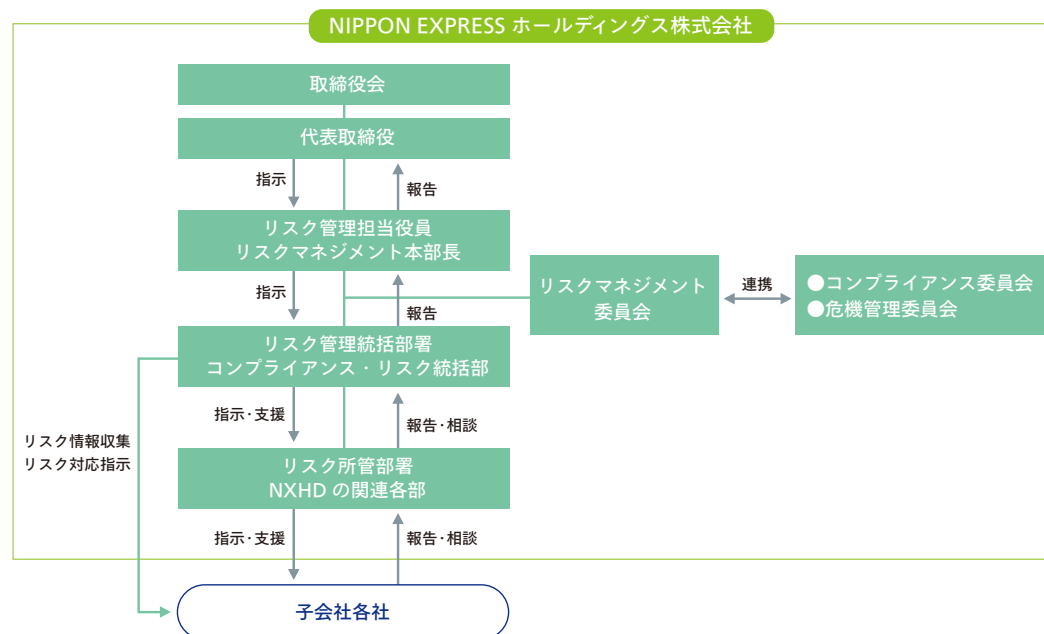 NIPPON EXPRESS ホールディングス株式会社
取締役会
代表取締役
指示
報告
リスク管理担当役員
リスクマネジメント本部長
指示
報告
リスクマネジメント
委員会
連携
●コンプライアンス委員会
●危機管理委員会
リスク管理統括部署
コンプライアンス・リスク統括部
指示・支援
報告・相談
リスク情報収集
リスク対応指示
リスク所管部署
NXHD の関連各部
指示・支援
報告・相談
子会社各社